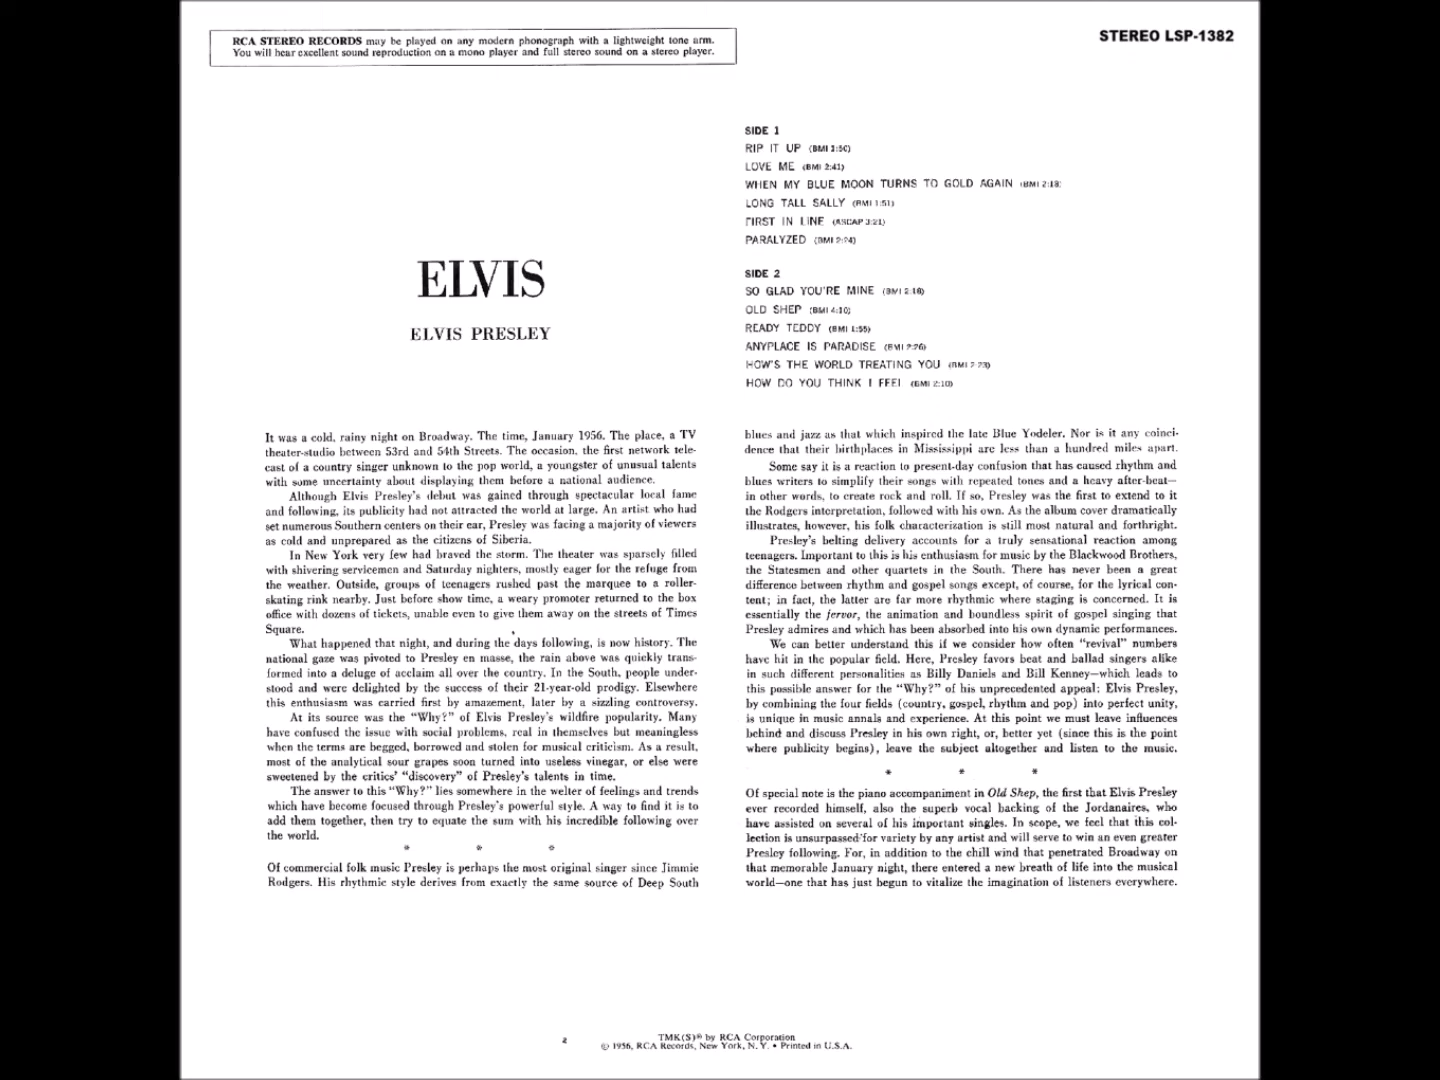 RCA STEREO RECORDS may be played on any modern phonograph with a lightweight tone arm.
You will hear excellent sound reproduction on a mono player and full stereo sound on a stereo player.
STEREO LSP-1382
ELVIS
ELVIS PRESLEY
SIDE 1
RIP IT UP (BMI 1:50)
LOVE ME (BMI 2:41)
WHEN MY BLUE MOON TURNS TO GOLD AGAIN (BMI 2:18)
LONG TALL SALLY (BMI 1:51)
FIRST IN LINE (ASCAP 3:21)
PARALYZED (BMI 2:24)
SIDE 2
SO GLAD YOU'RE MINE (BMI 2:18)
OLD SHEP (BMI 4:10)
READY TEDDY (BMI 1:55)
ANYPLACE IS PARADISE (BMI 2:26)
HOW'S THE WORLD TREATING YOU (BMI 2:23)
HOW DO YOU THINK I FEEL (BMI 2:10)
It was a cold, rainy night on Broadway. The time, January 1956. The place, a TV
theater-studio between 53rd and 54th Streets. The occasion, the first network tele-
cast of a country singer unknown to the pop world, a youngster of unusual talents
with some uncertainty about displaying them before a national audience.
Although Elvis Presley's debut was gained through spectacular local fame
and following, its publicity had not attracted the world at large. An artist who had
set numerous Southern centers on their ear, Presley was facing a majority of viewers
as cold and unprepared as the citizens of Siberia.
In New York very few had braved the storm. The theater was sparsely filled
with shivering servicemen and Saturday nighters, mostly eager for the refuge from
the weather. Outside, groups of teenagers rushed past the marquee to a roller-
skating rink nearby. Just before show time, a weary promoter returned to the box
office with dozens of tickets, unable even to give them away on the streets of Times
Square.
What happened that night, and during the days following, is now history. The
national gaze was pivoted to Presley en masse, the rain above was quickly trans-
formed into a deluge of acclaim all over the country. In the South, people under-
stood and were delighted by the success of their 21-year-old prodigy. Elsewhere
this enthusiasm was carried first by amazement, later by a sizzling controversy.
At its source was the "Why?" of Elvis Presley's wildfire popularity. Many
have confused the issue with social problems, real in themselves but meaningless
when the terms are begged, borrowed and stolen for musical criticism. As a result,
most of the analytical sour grapes soon turned into useless vinegar, or else were
sweetened by the critics' "discovery" of Presley's talents in time.
The answer to this "Why?" lies somewhere in the welter of feelings and trends
which have become focused through Presley's powerful style. A way to find it is to
add them together, then try to equate the sum with his incredible following over
the world.
* * *
Of commercial folk music Presley is perhaps the most original singer since Jimmie
Rodgers. His rhythmic style derives from exactly the same source of Deep South
blues and jazz as that which inspired the late Blue Yodeler. Nor is it any coinci-
dence that their birthplaces in Mississippi are less than a hundred miles apart.
Some say it is a reaction to present-day confusion that has caused rhythm and
blues writers to simplify their songs with repeated tones and a heavy after-beat—
in other words, to create rock and roll. If so, Presley was the first to extend to it
the Rodgers interpretation, followed with his own. As the album cover dramatically
illustrates, however, his folk characterization is still most natural and forthright.
Presley's belting delivery accounts for a truly sensational reaction among
teenagers. Important to this is his enthusiasm for music by the Blackwood Brothers,
the Statesmen and other quartets in the South. There has never been a great
difference between rhythm and gospel songs except, of course, for the lyrical con-
tent; in fact, the latter are far more rhythmic where staging is concerned. It is
essentially the fervor, the animation and boundless spirit of gospel singing that
Presley admires and which has been absorbed into his own dynamic performances.
We can better understand this if we consider how often "revival" numbers
have hit in the popular field. Here, Presley favors beat and ballad singers alike
in such different personalities as Billy Daniels and Bill Kenney—which leads to
this possible answer for the "Why?" of his unprecedented appeal: Elvis Presley,
by combining the four fields (country, gospel, rhythm and pop) into perfect unity,
is unique in music annals and experience. At this point we must leave influences
behind and discuss Presley in his own right, or, better yet (since this is the point
where publicity begins), leave the subject altogether and listen to the music.
* * *
Of special note is the piano accompaniment in Old Shep, the first that Elvis Presley
ever recorded himself, also the superb vocal backing of the Jordanaires, who
have assisted on several of his important singles. In scope, we feel that this col-
lection is unsurpassed for variety by any artist and will serve to win an even greater
Presley following. For, in addition to the chill wind that penetrated Broadway on
that memorable January night, there entered a new breath of life into the musical
world—one that has just begun to vitalize the imagination of listeners everywhere.
2
TMK(S)® by RCA Corporation
© 1956, RCA Records, New York, N. Y. • Printed in U.S.A.